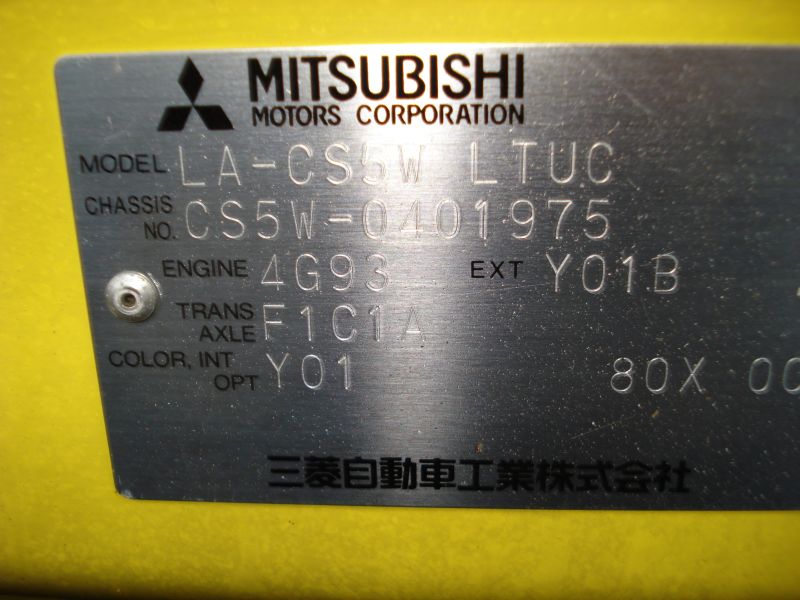 MITSUBISHI
MOTORS CORPORATION
MODEL LA-CS5W LTUC
CHASSIS NO. CS5W-0401975
ENGINE 4G93 EXT Y01B
TRANS AXLE F1C1A
COLOR, INT OPT Y01 80X 00
三菱自動車工業株式会社